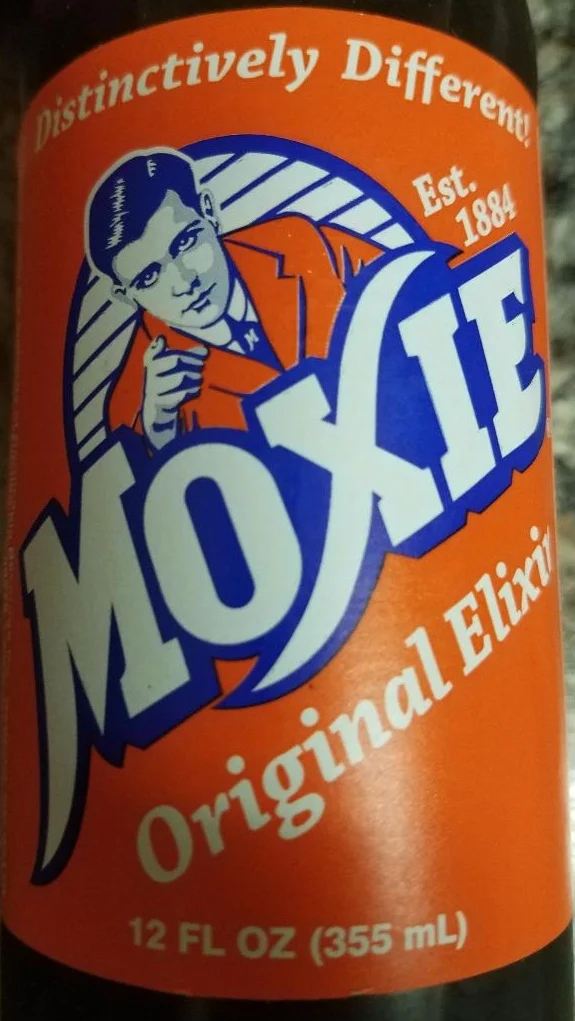 Distinctively Different!
Est.
1884
MOXIE
Original Elixir
12 FL OZ (355 mL)